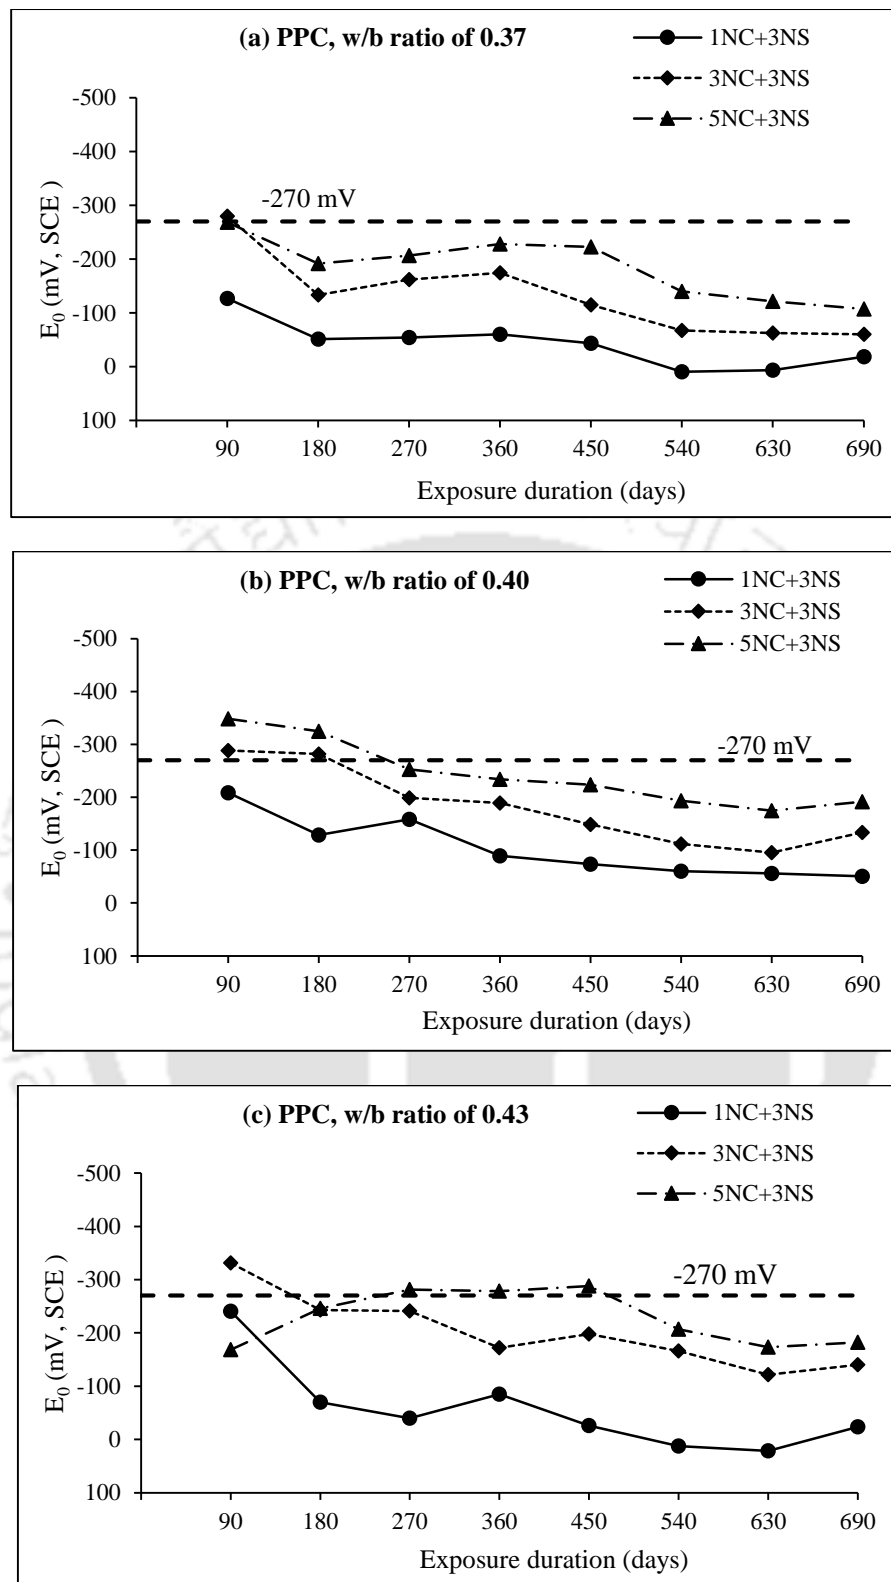 (a) PPC, w/b ratio of 0.37
1NC+3NS
3NC+3NS
5NC+3NS
-500
-400
-300
-200
-100
0
100
-270 mV
E0 (mV, SCE )
90 180 270 360 450 540 630 690
Exposure duration (days)
(b) PPC, w/b ratio of 0.40
1NC+3NS
3NC+3NS
5NC+3NS
-500
-400
-300
-200
-100
0
100
-270 mV
E0 (mV, SCE )
90 180 270 360 450 540 630 690
Exposure duration (days)
(c) PPC, w/b ratio of 0.43
1NC+3NS
3NC+3NS
5NC+3NS
-500
-400
-300
-200
-100
0
100
-270 mV
E0 (mV, SCE )
90 180 270 360 450 540 630 690
Exposure duration (days)